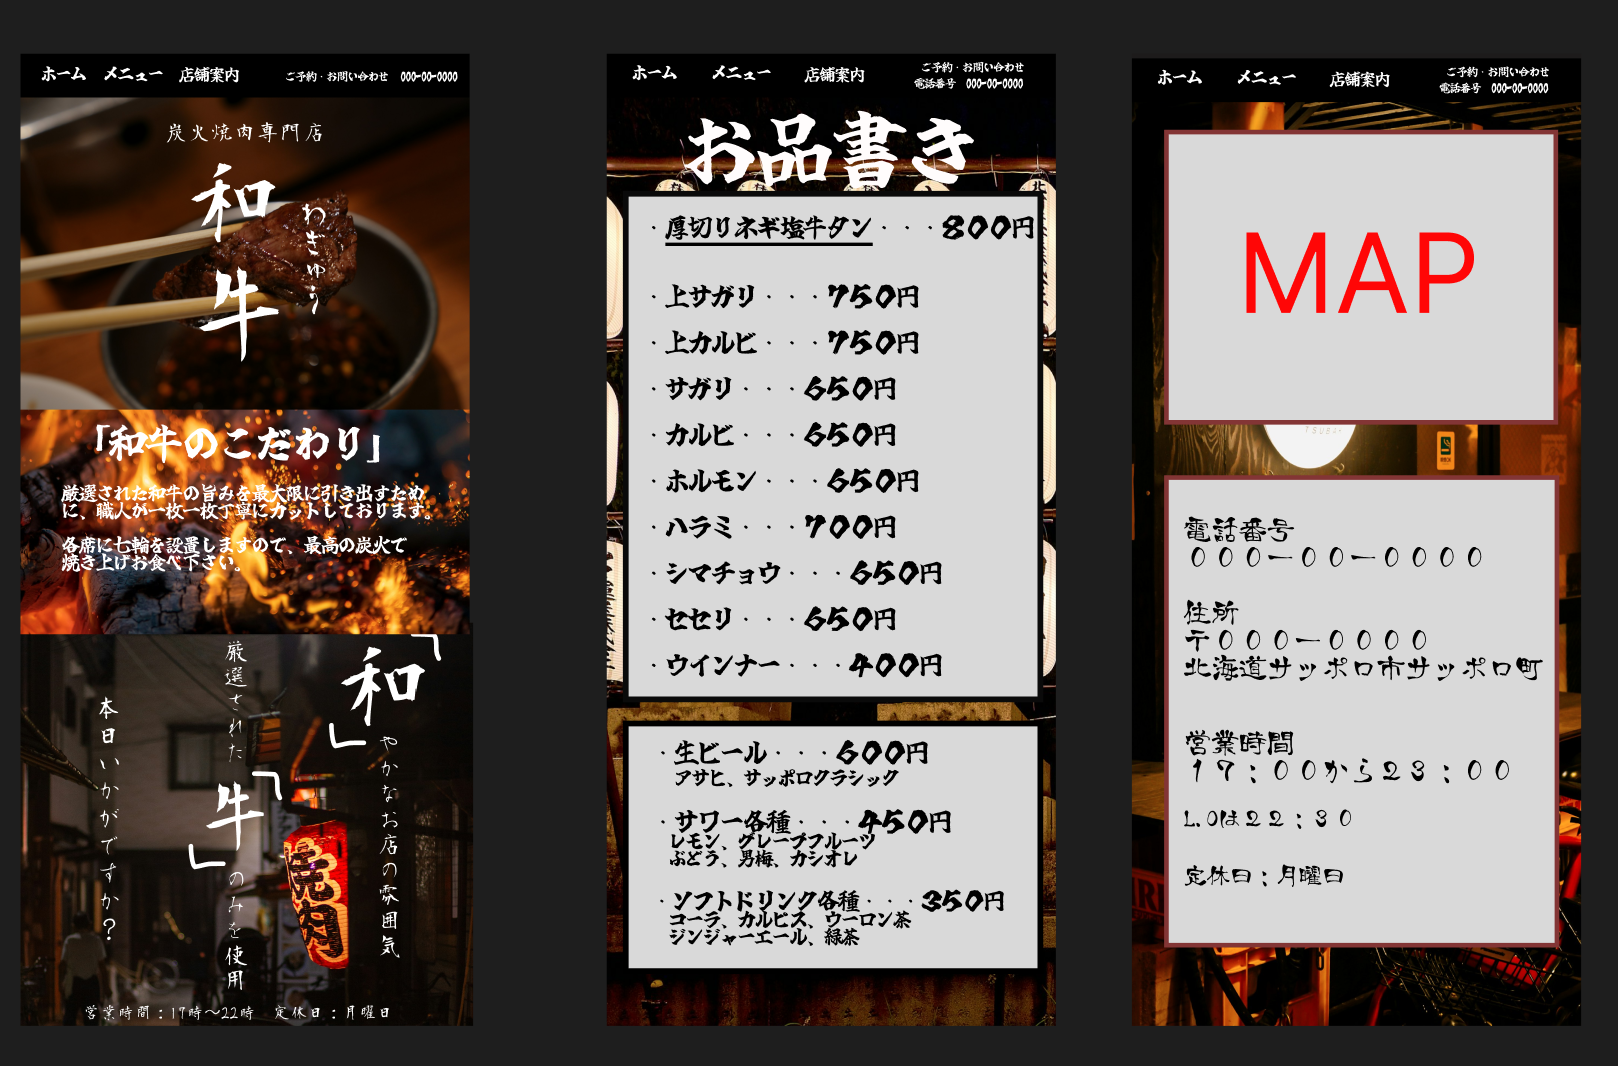 ホーム メニュー 店舗案内 ご予約・お問い合わせ 000-00-0000
炭火焼肉専門店
和牛
わぎゅう
「和牛のこだわり」
厳選された和牛の旨みを最大限に引き出すため
に、職人が一枚一枚丁寧にカットしております。
各席に七輪を設置しますので、最高の炭火で
焼き上げお食べ下さい。
「和」やかなお店の雰囲気
厳選された「牛」のみを使用
本日いかがですか?
焼肉
営業時間:17時〜22時 定休日:月曜日
ホーム メニュー 店舗案内 ご予約・お問い合わせ
電話番号 000-00-0000
お品書き
・厚切りネギ塩牛タン・・・800円
・上サガリ・・・750円
・上カルビ・・・750円
・サガリ・・・650円
・カルビ・・・650円
・ホルモン・・・650円
・ハラミ・・・700円
・シマチョウ・・・650円
・セセリ・・・650円
・ウインナー・・・400円
・生ビール・・・600円
アサヒ、サッポロクラシック
・サワー各種・・・450円
レモン、グレープフルーツ
ぶどう、男梅、カシオレ
・ソフトドリンク各種・・・350円
コーラ、カルピス、ウーロン茶
ジンジャーエール、緑茶
ホーム メニュー 店舗案内 ご予約・お問い合わせ
電話番号 000-00-0000
MAP
電話番号
000ー00ー0000
住所
〒000ー0000
北海道サッポロ市サッポロ町
営業時間
17:00から23:00
L.Oは22:30
定休日:月曜日